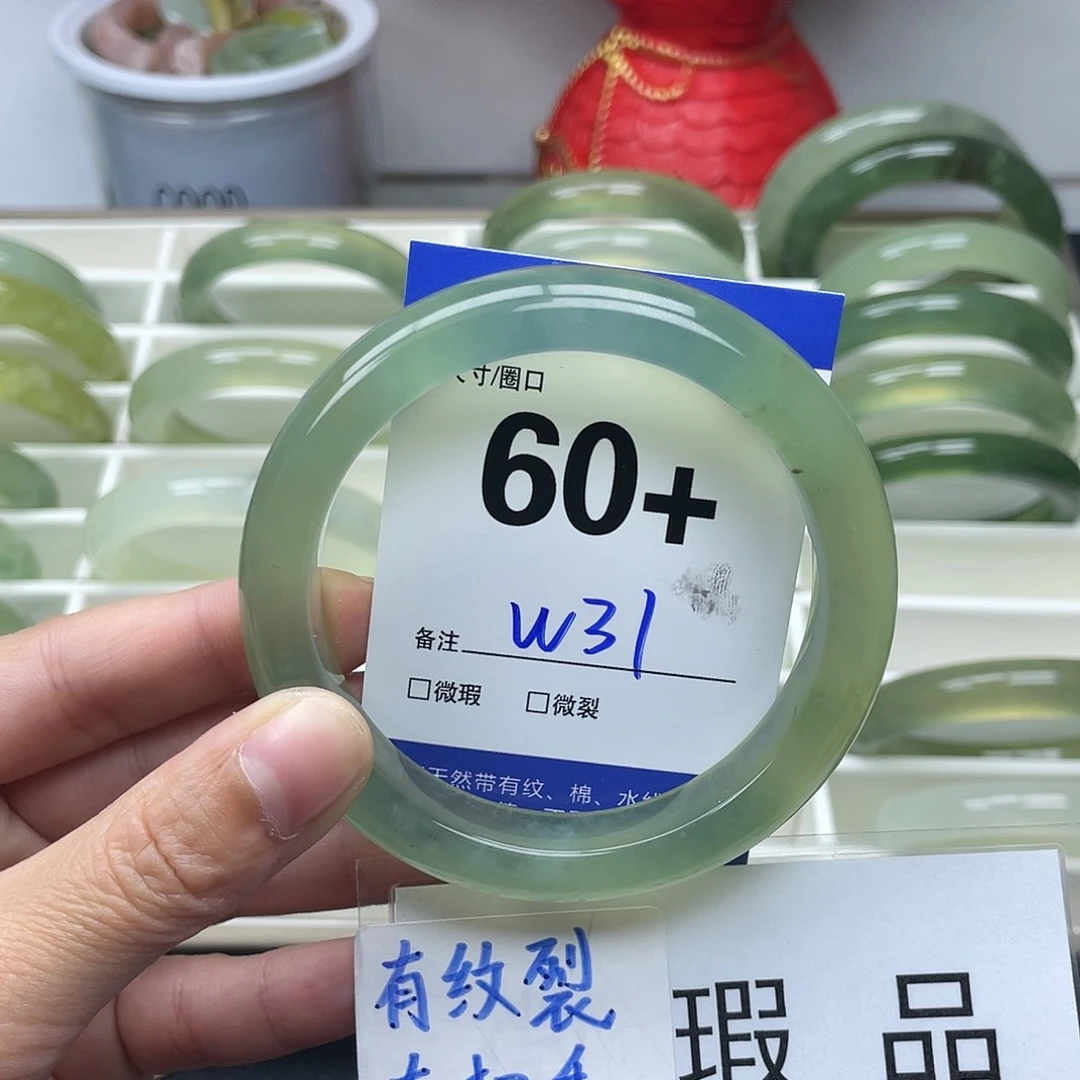 寸/圈口
60+
备注 W31
□微瑕 □微裂
天然带有纹、棉、水纟
有纹裂
瑕 品